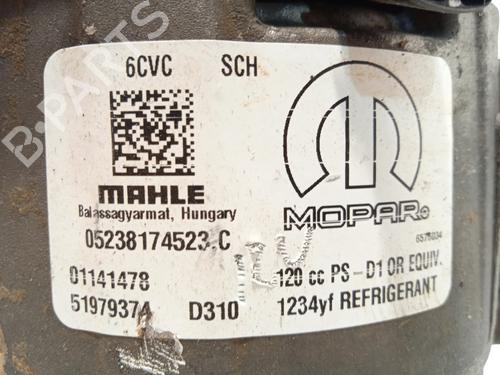 6CVC SCH
MAHLE
Balassagyarmat, Hungary
05238174523.C
01141478
51979374 D310
MOPAR®
120 cc PS-D1 OR EQUIV.
1234yf REFRIGERANT
B-PARTS